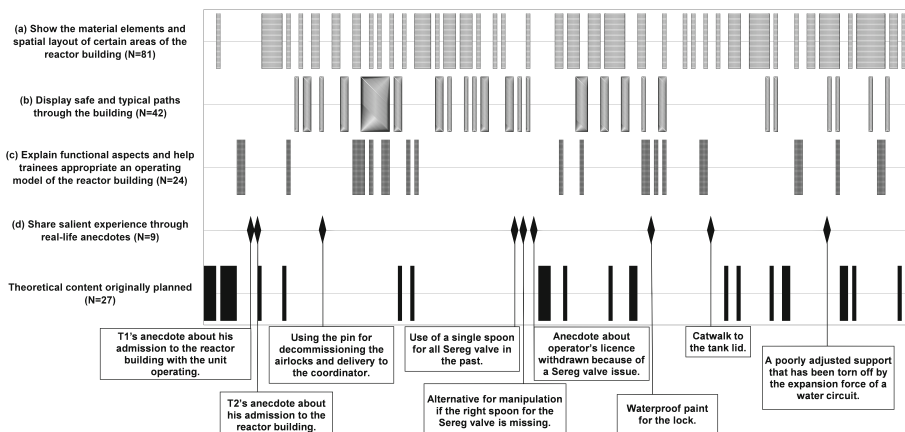 (a) Show the material elements and
spatial layout of certain areas of the
reactor building (N=81)
(b) Display safe and typical paths
through the building (N=42)
(c) Explain functional aspects and help
trainees appropriate an operating
model of the reactor building (N=24)
(d) Share salient experience through
real-life anecdotes (N=9)
Theoretical content originally planned
(N=27)
T1's anecdote about his
admission to the reactor
building with the unit
operating.
T2's anecdote about
his admission to the
reactor building.
Using the pin for
decommissioning the
airlocks and delivery to
the coordinator.
Use of a single spoon
for all Sereg valve in
the past.
Alternative for manipulation
if the right spoon for the
Sereg valve is missing.
Anecdote about
operator's licence
withdrawn because of
a Sereg valve issue.
Waterproof paint
for the lock.
Catwalk to
the tank lid.
A poorly adjusted support
that has been torn off by
the expansion force of a
water circuit.